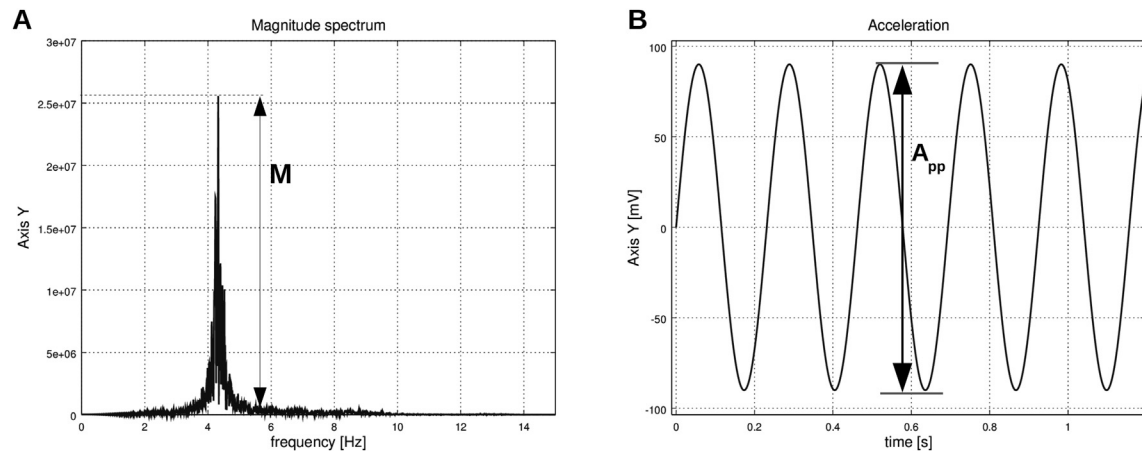 A
Magnitude spectrum
3e+07
2.5e+07
2e+07
1.5e+07
1e+07
5e+06
0
Axis Y
M
0 2 4 6 8 10 12 14
frequency [Hz]
B
Acceleration
100
50
0
-50
-100
Axis Y [mV]
App
0 0.2 0.4 0.6 0.8 1
time [s]